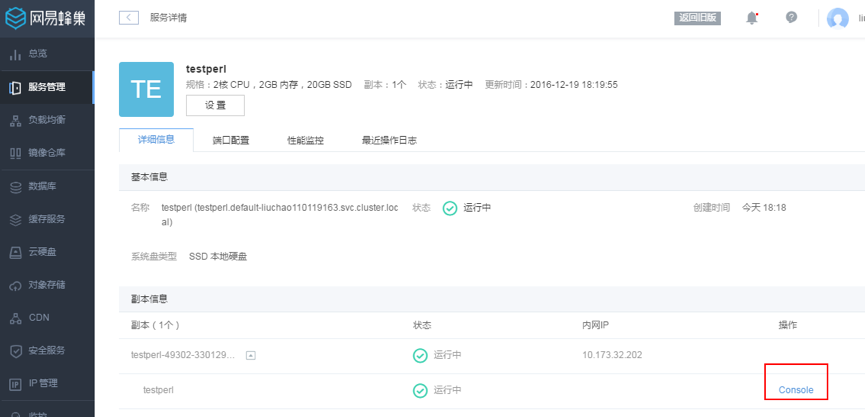 网易蜂巢
服务详情
返回旧版
总览
服务管理
负载均衡
镜像仓库
数据库
缓存服务
云硬盘
对象存储
CDN
安全服务
IP管理
TE
testperl
规格：2核 CPU，2GB 内存，20GB SSD 副本：1个 状态：运行中 更新时间：2016-12-19 18:19:55
设 置
详细信息 端口配置 性能监控 最近操作日志
基本信息
名称 testperl (testperl.default-liuchao110119163.svc.cluster.loc 状态 运行中 创建时间 今天 18:18
al)
系统盘类型 SSD 本地硬盘
副本信息
副本（1个） 状态 内网IP 操作
testperl-49302-330129... 运行中 10.173.32.202
testperl 运行中 Console